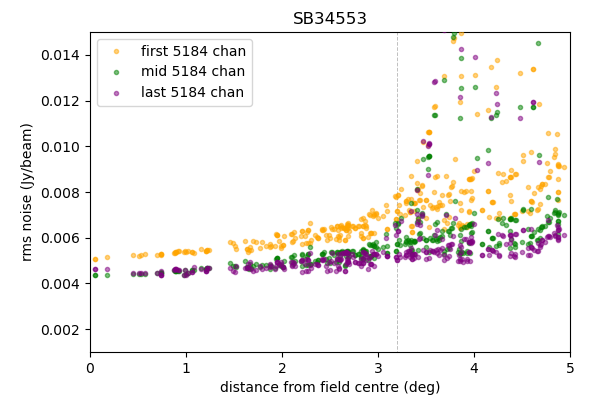 SB34553
first 5184 chan
mid 5184 chan
last 5184 chan
rms noise (Jy/beam)
0.014
0.012
0.010
0.008
0.006
0.004
0.002
0 1 2 3 4 5
distance from field centre (deg)